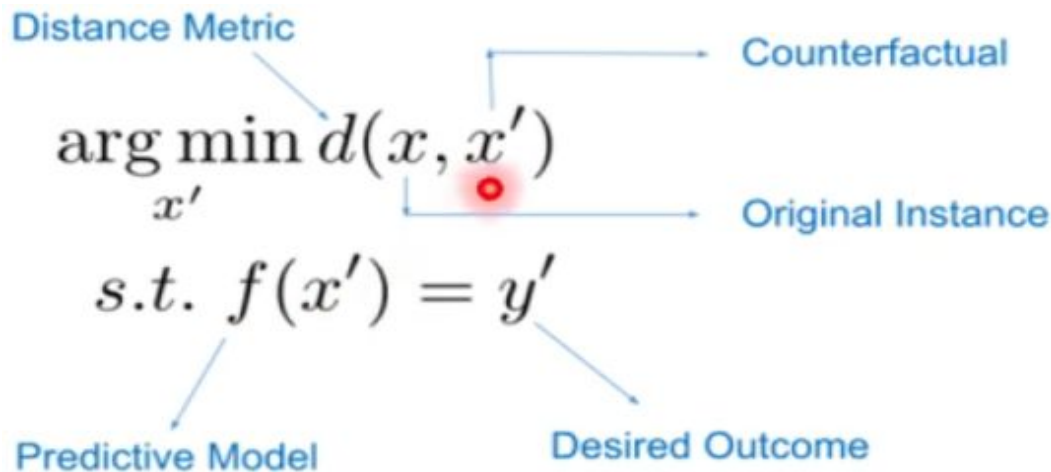 Distance Metric
Counterfactual
arg min d(x, x′)
x′
Original Instance
s.t. f(x′) = y′
Predictive Model
Desired Outcome